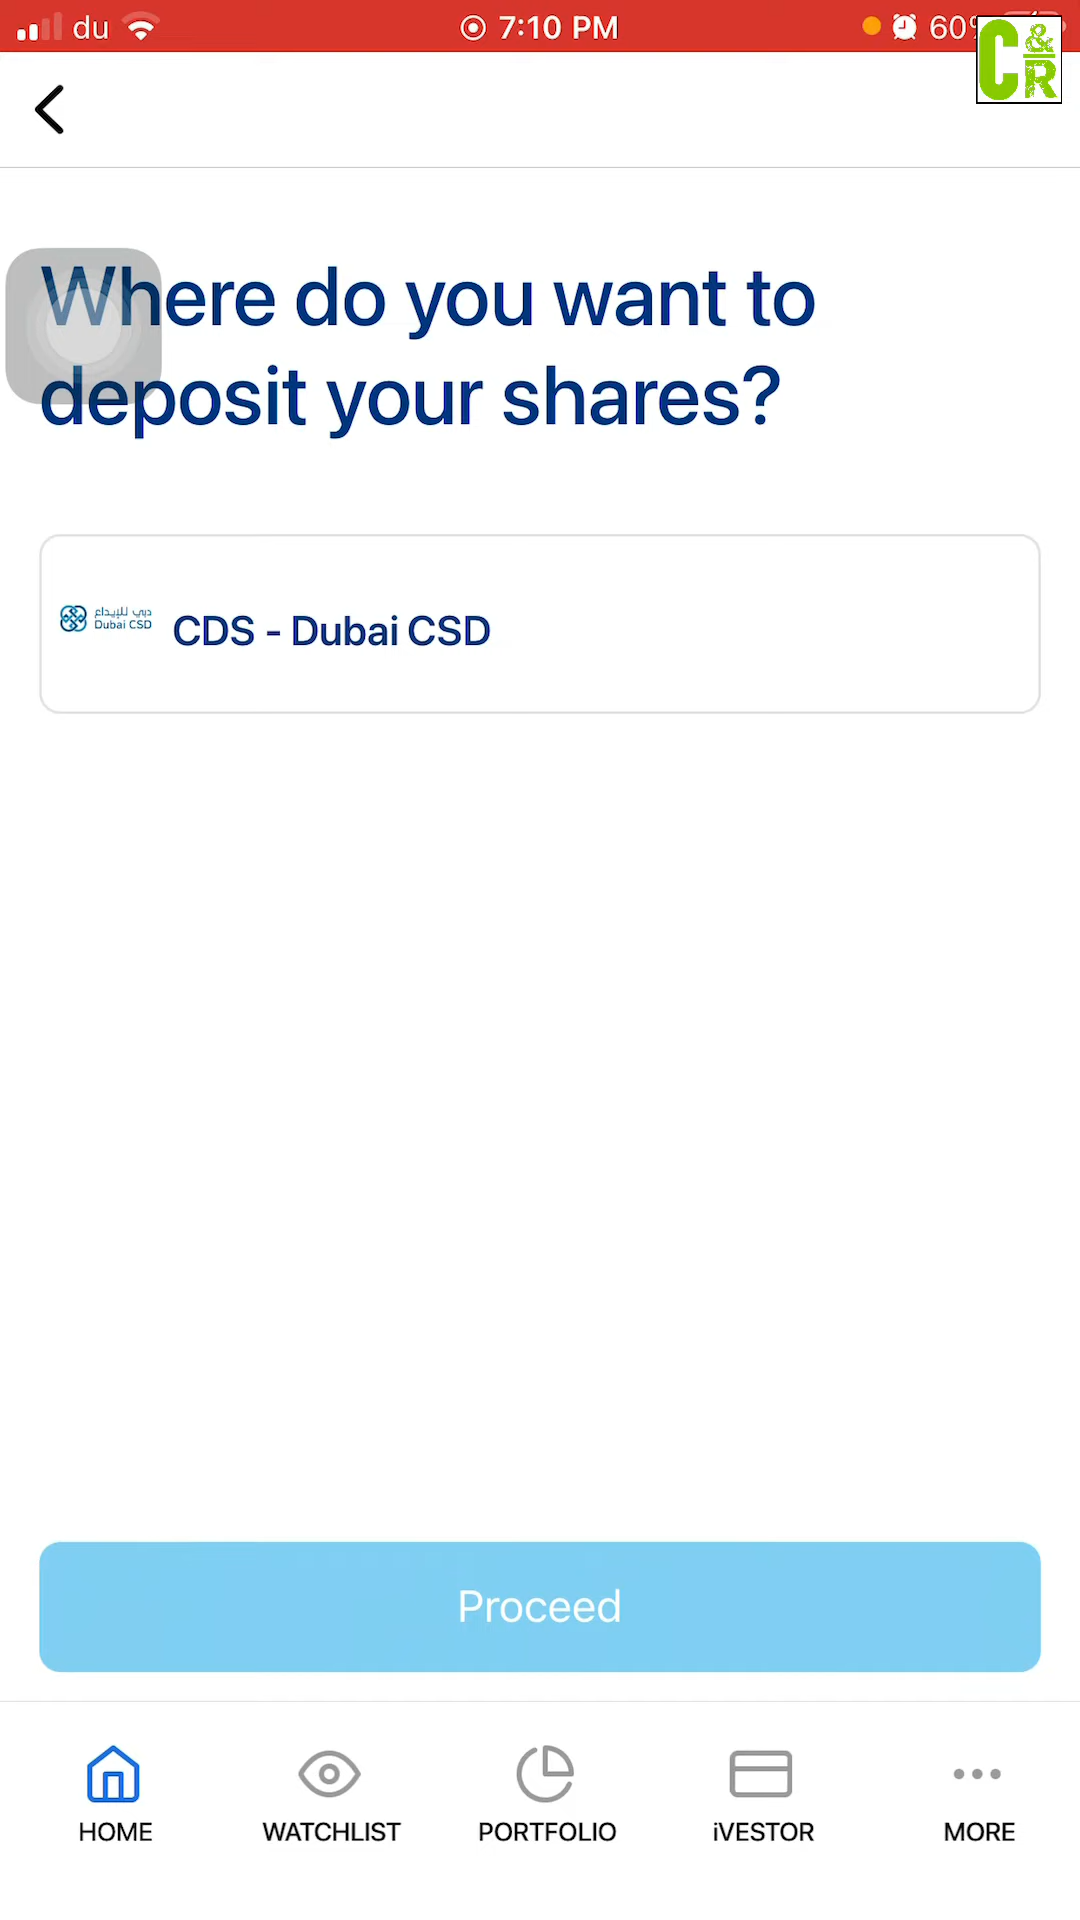 du 7:10 PM 60%
C&R
Where do you want to
deposit your shares?
دبي للإيداع
Dubai CSD
CDS - Dubai CSD
Proceed
HOME WATCHLIST PORTFOLIO iVESTOR MORE